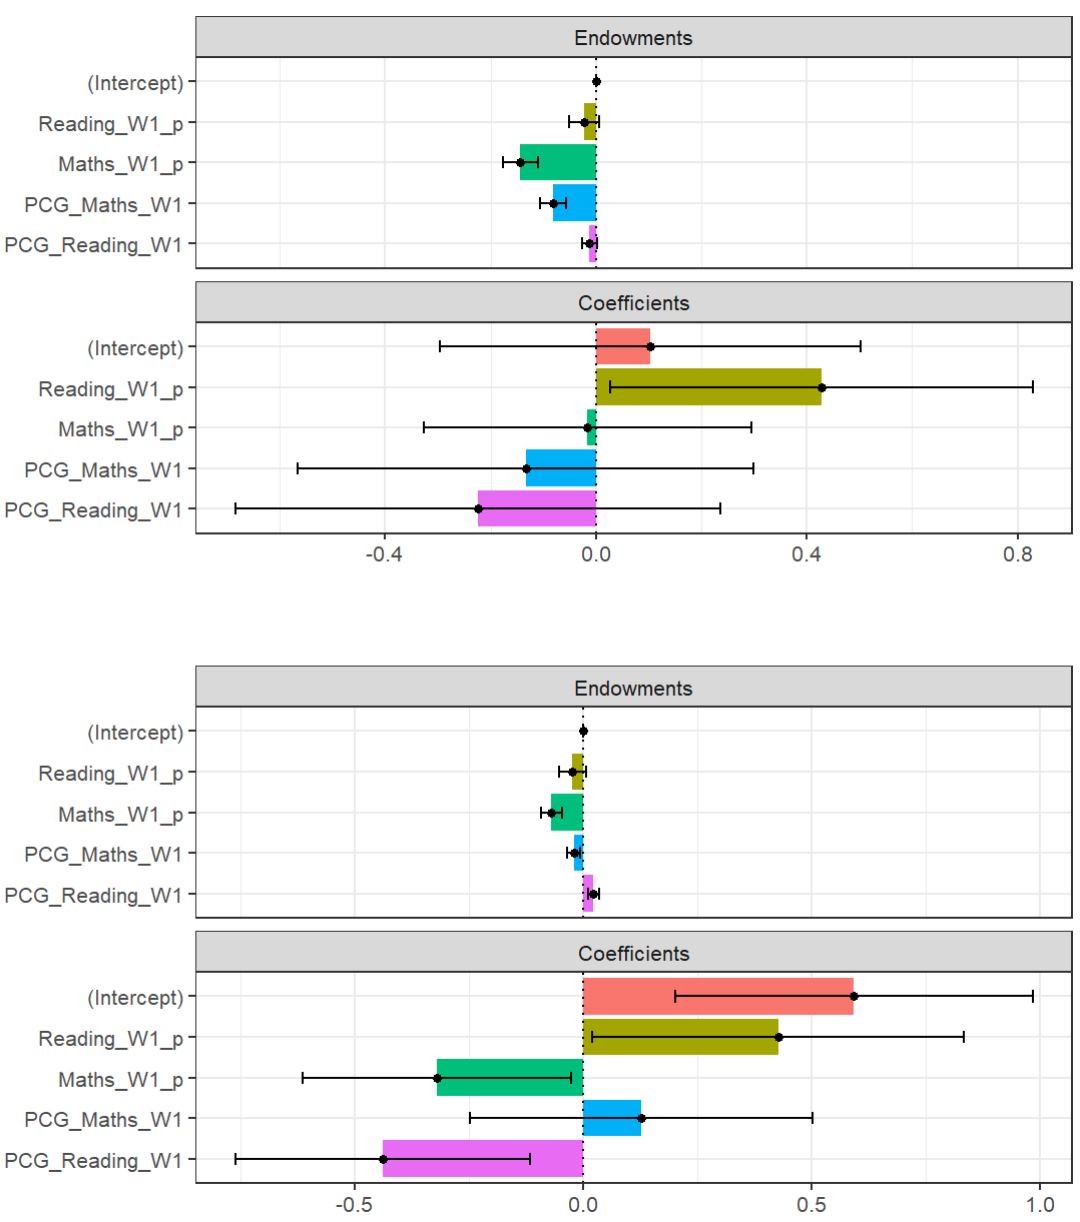 Endowments
(Intercept)
Reading_W1_p
Maths_W1_p
PCG_Maths_W1
PCG_Reading_W1
Coefficients
(Intercept)
Reading_W1_p
Maths_W1_p
PCG_Maths_W1
PCG_Reading_W1
-0.4 0.0 0.4 0.8
Endowments
(Intercept)
Reading_W1_p
Maths_W1_p
PCG_Maths_W1
PCG_Reading_W1
Coefficients
(Intercept)
Reading_W1_p
Maths_W1_p
PCG_Maths_W1
PCG_Reading_W1
-0.5 0.0 0.5 1.0